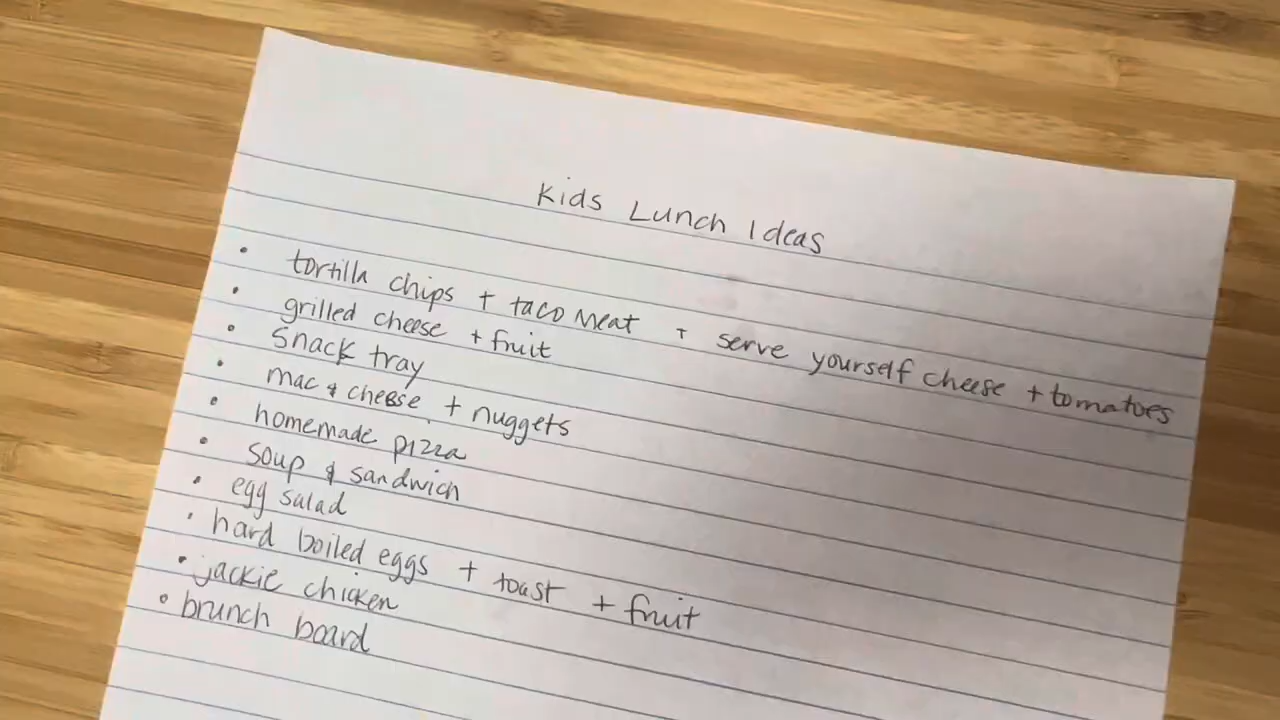 Kids Lunch Ideas
• tortilla chips + taco meat + serve yourself cheese + tomatoes
• grilled cheese + fruit
• Snack tray
• mac & cheese + nuggets
• homemade pizza
• soup & sandwich
• egg salad
• hard boiled eggs + toast + fruit
• jackie chicken
• brunch board